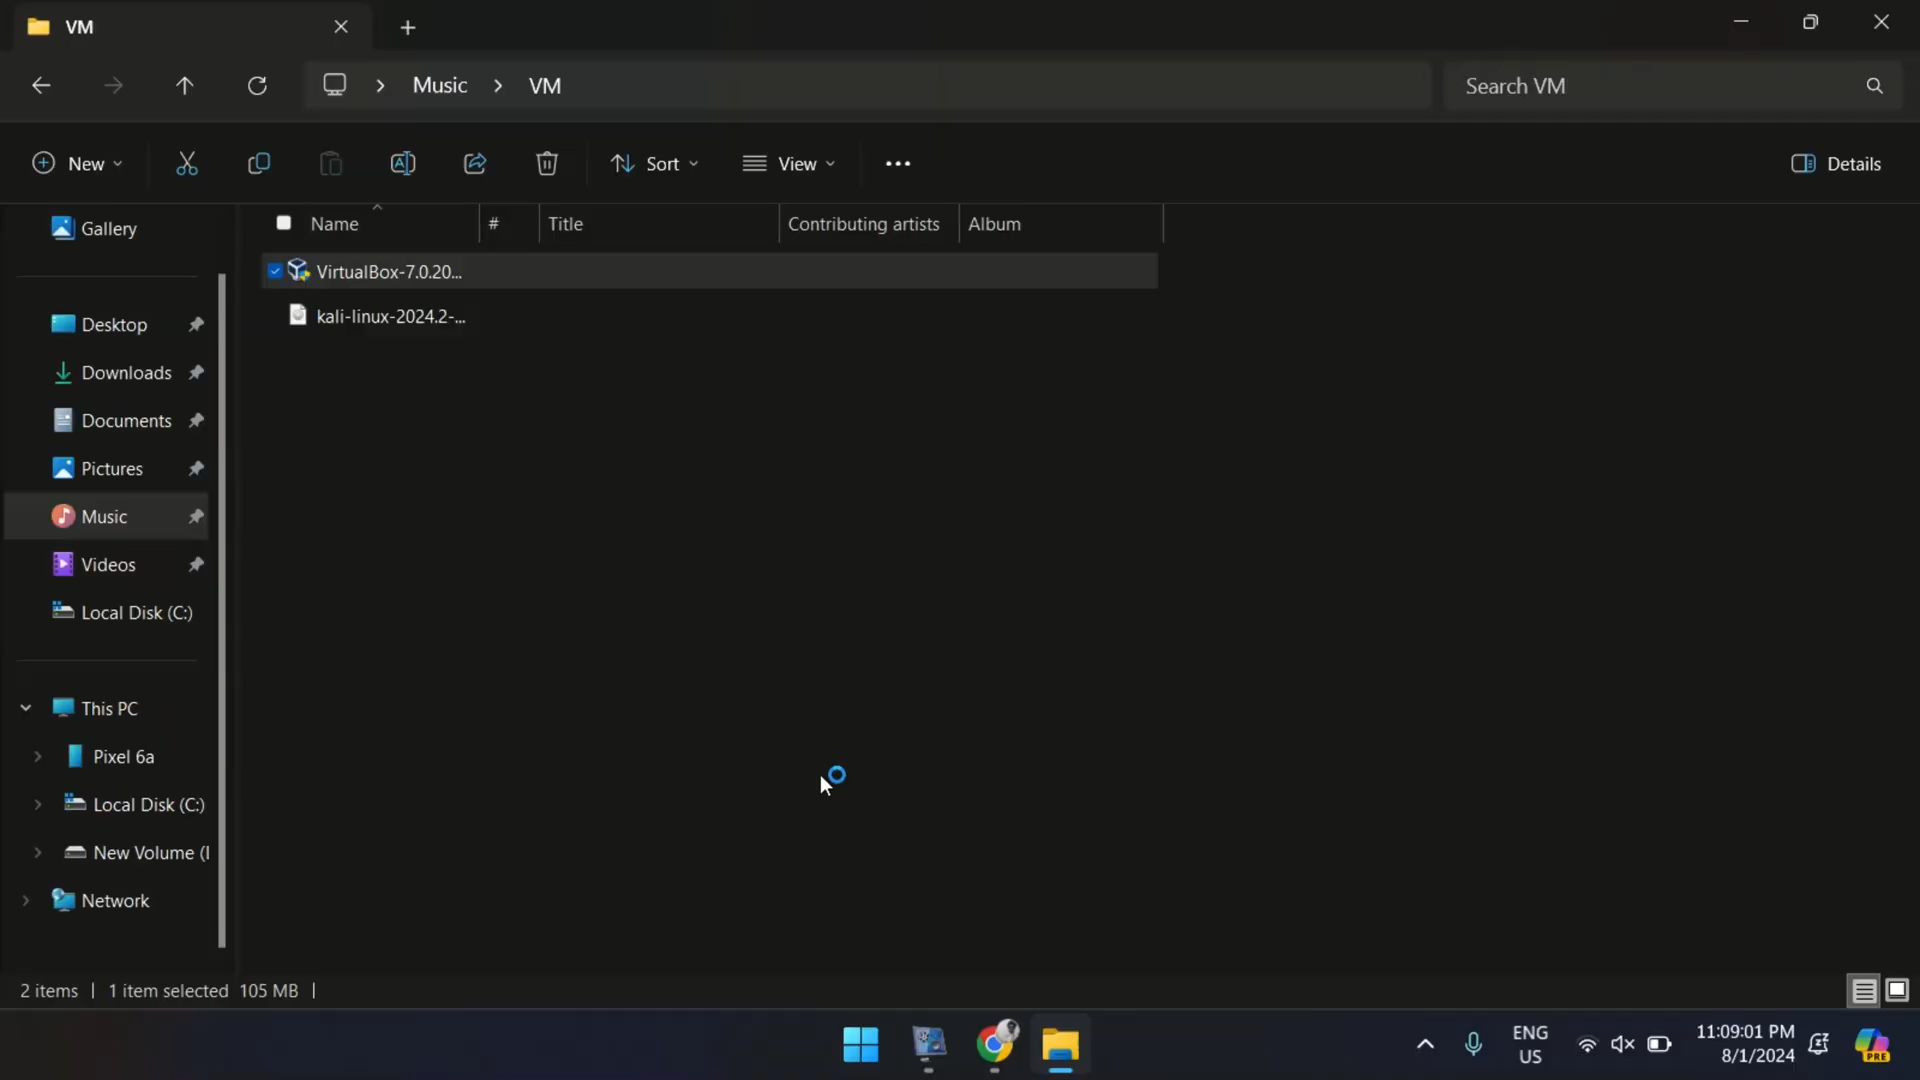 VM
Music
VM
Search VM
New
Sort
View
Details
Gallery
Name
#
Title
Contributing artists
Album
VirtualBox-7.0.20...
kali-linux-2024.2-...
Desktop
Downloads
Documents
Pictures
Music
Videos
Local Disk (C:)
This PC
Pixel 6a
Local Disk (C:)
New Volume (
Network
2 items
1 item selected 105 MB
ENG
US
11:09:01 PM
8/1/2024
PRE